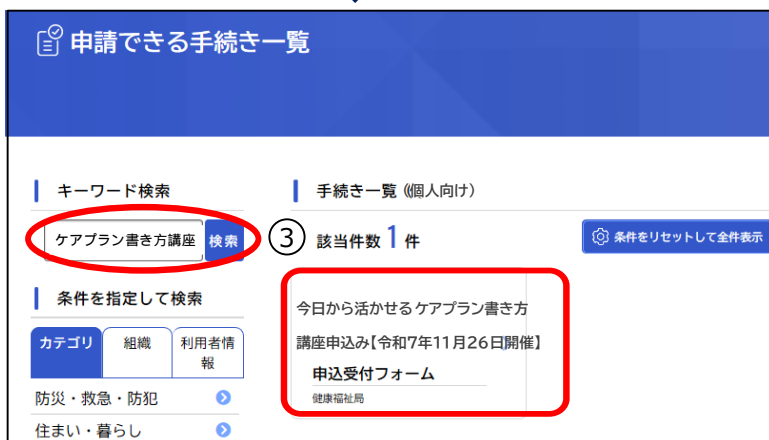 申請できる手続き一覧
キーワード検索
ケアプラン書き方講座 検索
条件を指定して検索
カテゴリ 組織 利用者情報
防災・救急・防犯
住まい・暮らし
手続き一覧(個人向け)
③ 該当件数 1 件
条件をリセットして全件表示
今日から活かせるケアプラン書き方
講座申込み【令和7年11月26日開催】
申込受付フォーム
健康福祉局